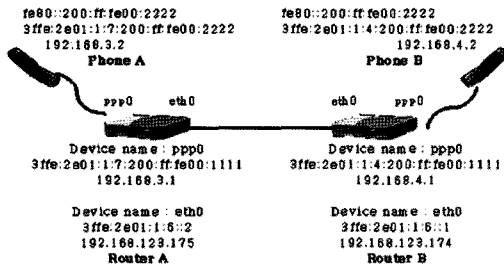 fe80::200:ff:fe00:2222
3ffe:2e01:1:7:200:ff:fe00:2222
192.168.3.2
Phone A
fe80::200:ff:fe00:2222
3ffe:2e01:1:4:200:ff:fe00:2222
192.168.4.2
Phone B
ppp0 eth0
eth0 ppp0
Device name : ppp0
3ffe:2e01:1:7:200:ff:fe00:1111
192.168.3.1
Device name : ppp0
3ffe:2e01:1:4:200:ff:fe00:1111
192.168.4.1
Device name : eth0
3ffe:2e01:1:6::2
192.168.123.175
Router A
Device name : eth0
3ffe:2e01:1:6::1
192.168.123.174
Router B